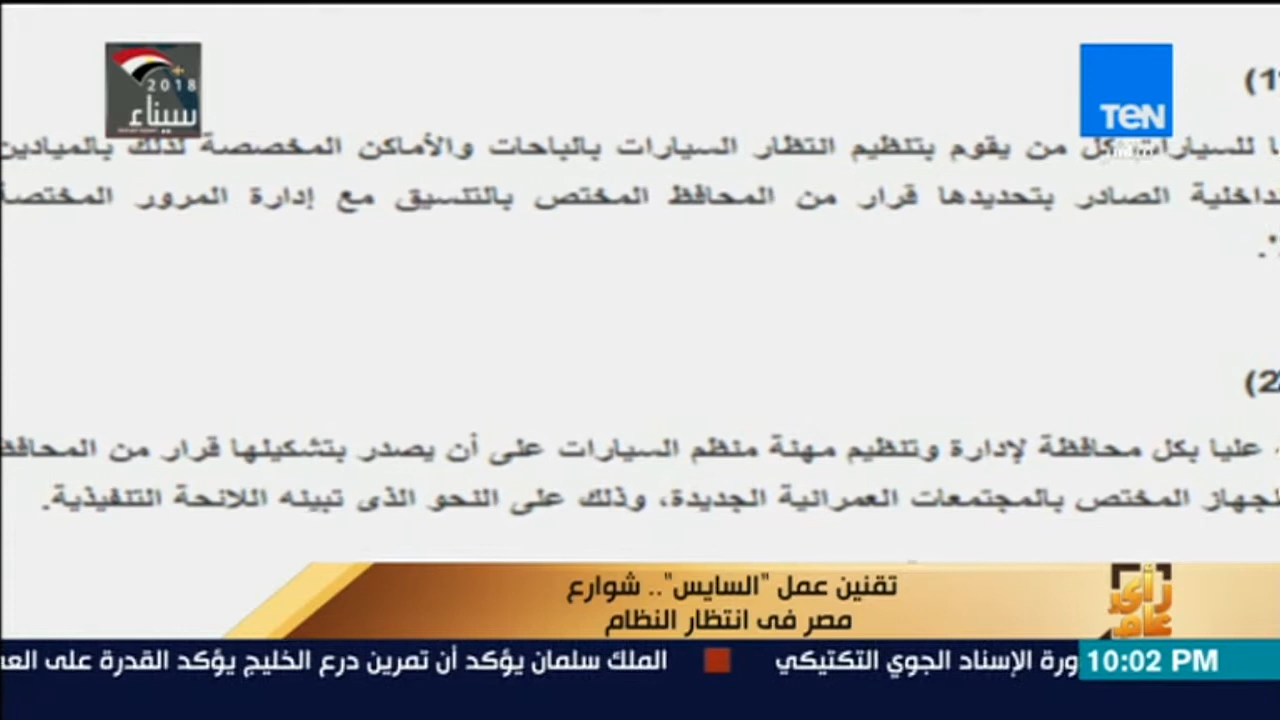 2018
سيناء
TEN
(1
للسيارات كل من يقوم بتنظيم انتظار السيارات بالباحات والأماكن المخصصة لذلك بالميادين
الصادر بتحديدها قرار من المحافظ المختص بالتنسيق مع إدارة المرور المختصة
(2
عليا بكل محافظة لإدارة وتنظيم مهنة منظم السيارات على أن يصدر بتشكيلها قرار من المحافظ
المختص بالمجتمعات العمرانية الجديدة، وذلك على النحو الذى تبينه اللائحة التنفيذية.
تقنين عمل "السايس".. شوارع
مصر فى انتظار النظام
رأى عام
10:02 PM
ورة الإسناد الجوي التكتيكي
الملك سلمان يؤكد أن تمرين درع الخليج يؤكد القدرة على العم